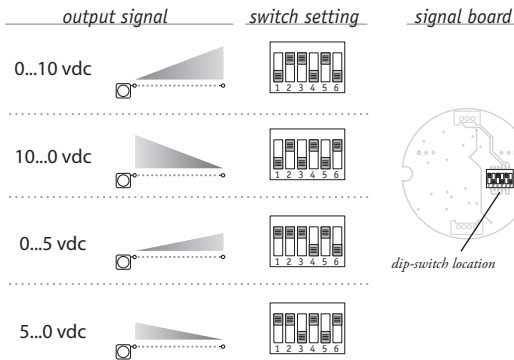 output signal switch setting signal board
0...10 vdc
1 2 3 4 5 6
10...0 vdc
1 2 3 4 5 6
0...5 vdc
1 2 3 4 5 6
dip-switch location
5...0 vdc
1 2 3 4 5 6